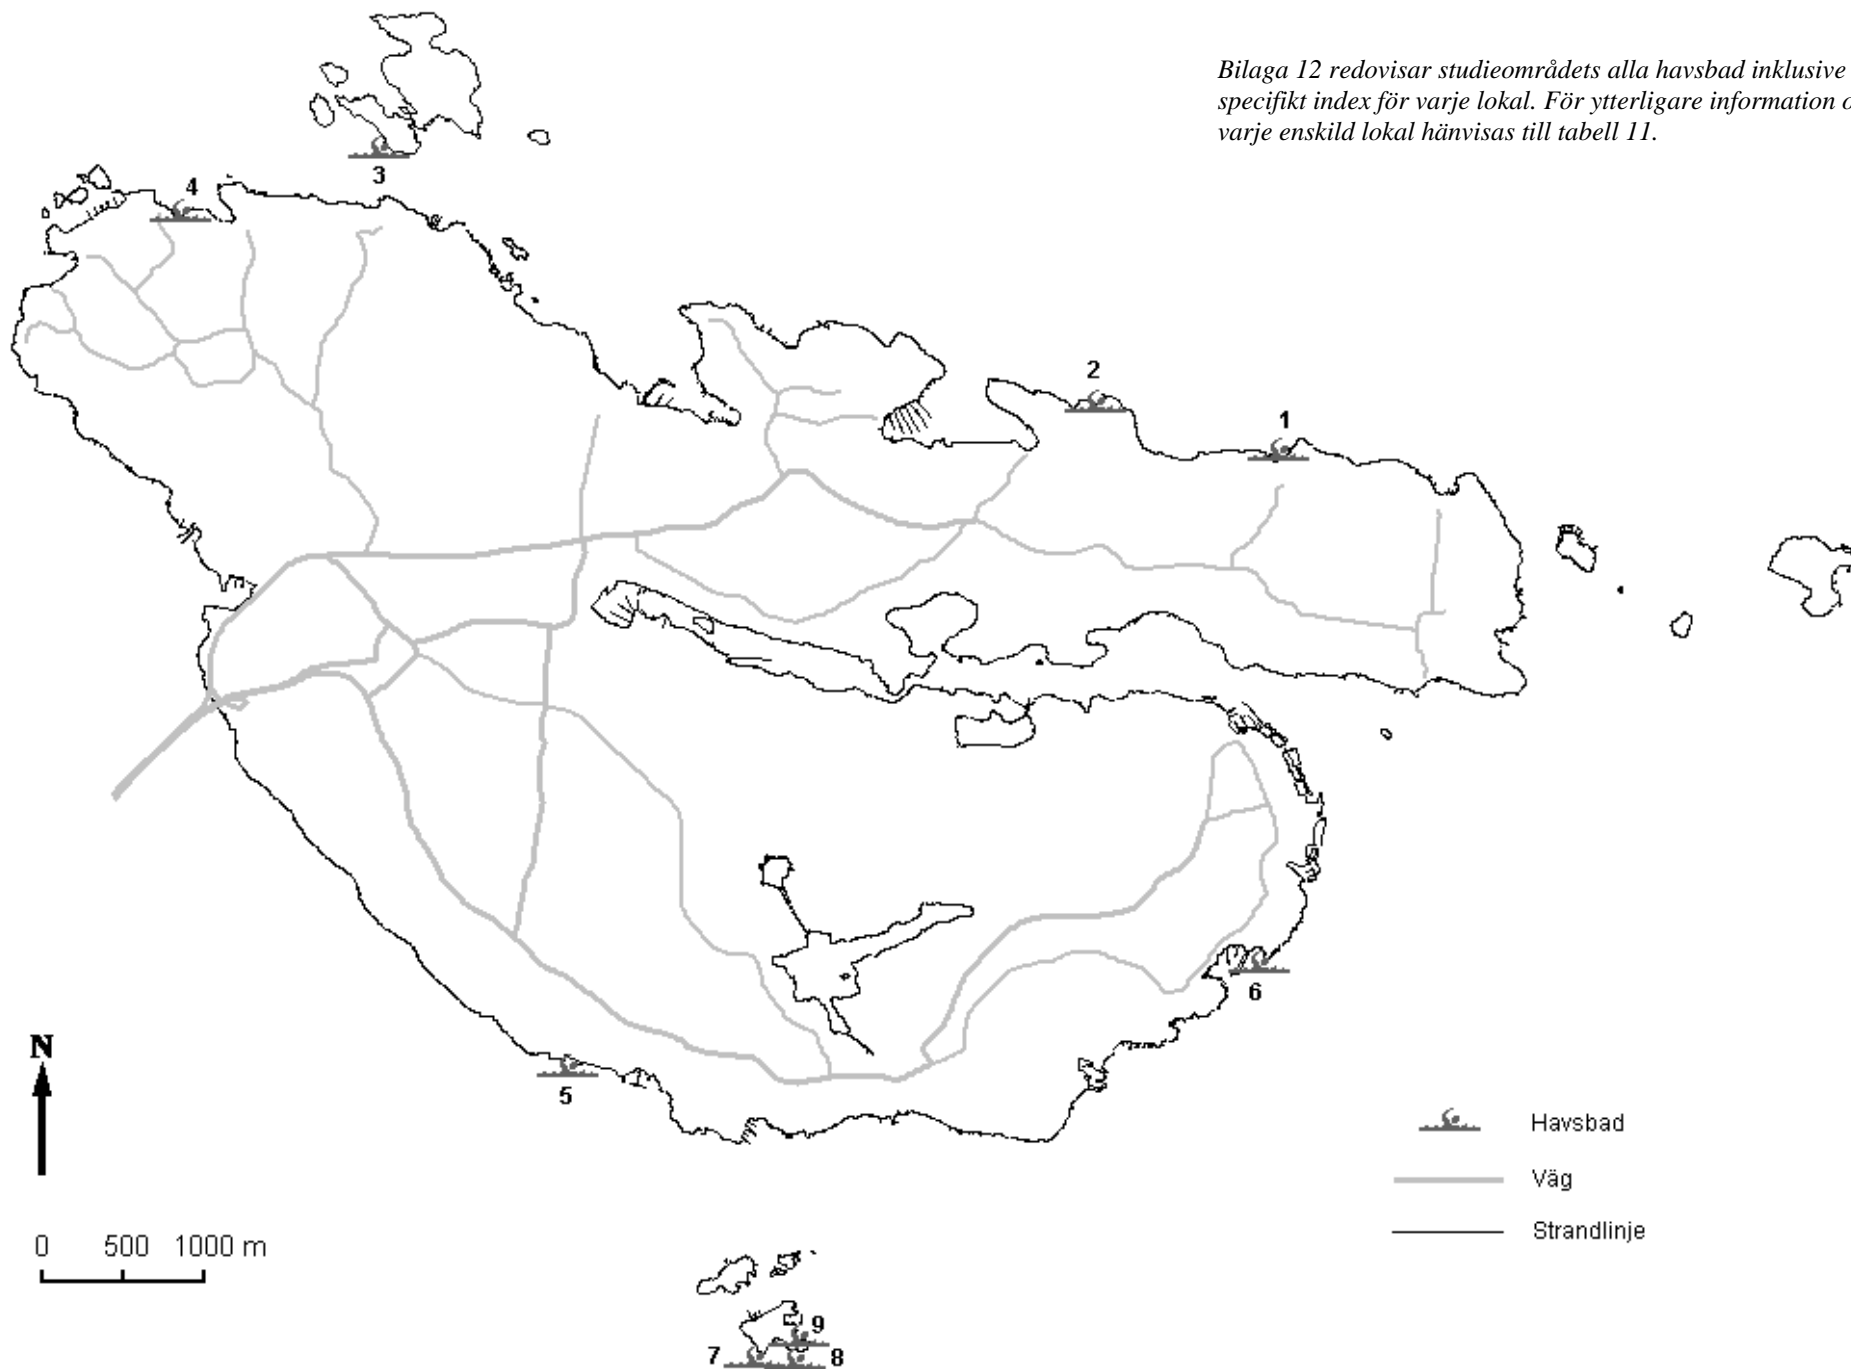 Bilaga 12 redovisar studieområdets alla havsbad inklusive
specifikt index för varje lokal. För ytterligare information
varje enskild lokal hänvisas till tabell 11.
3
4
2
1
6
5
N
0 500 1000 m
Havsbad
Väg
Strandlinje
9
7
8